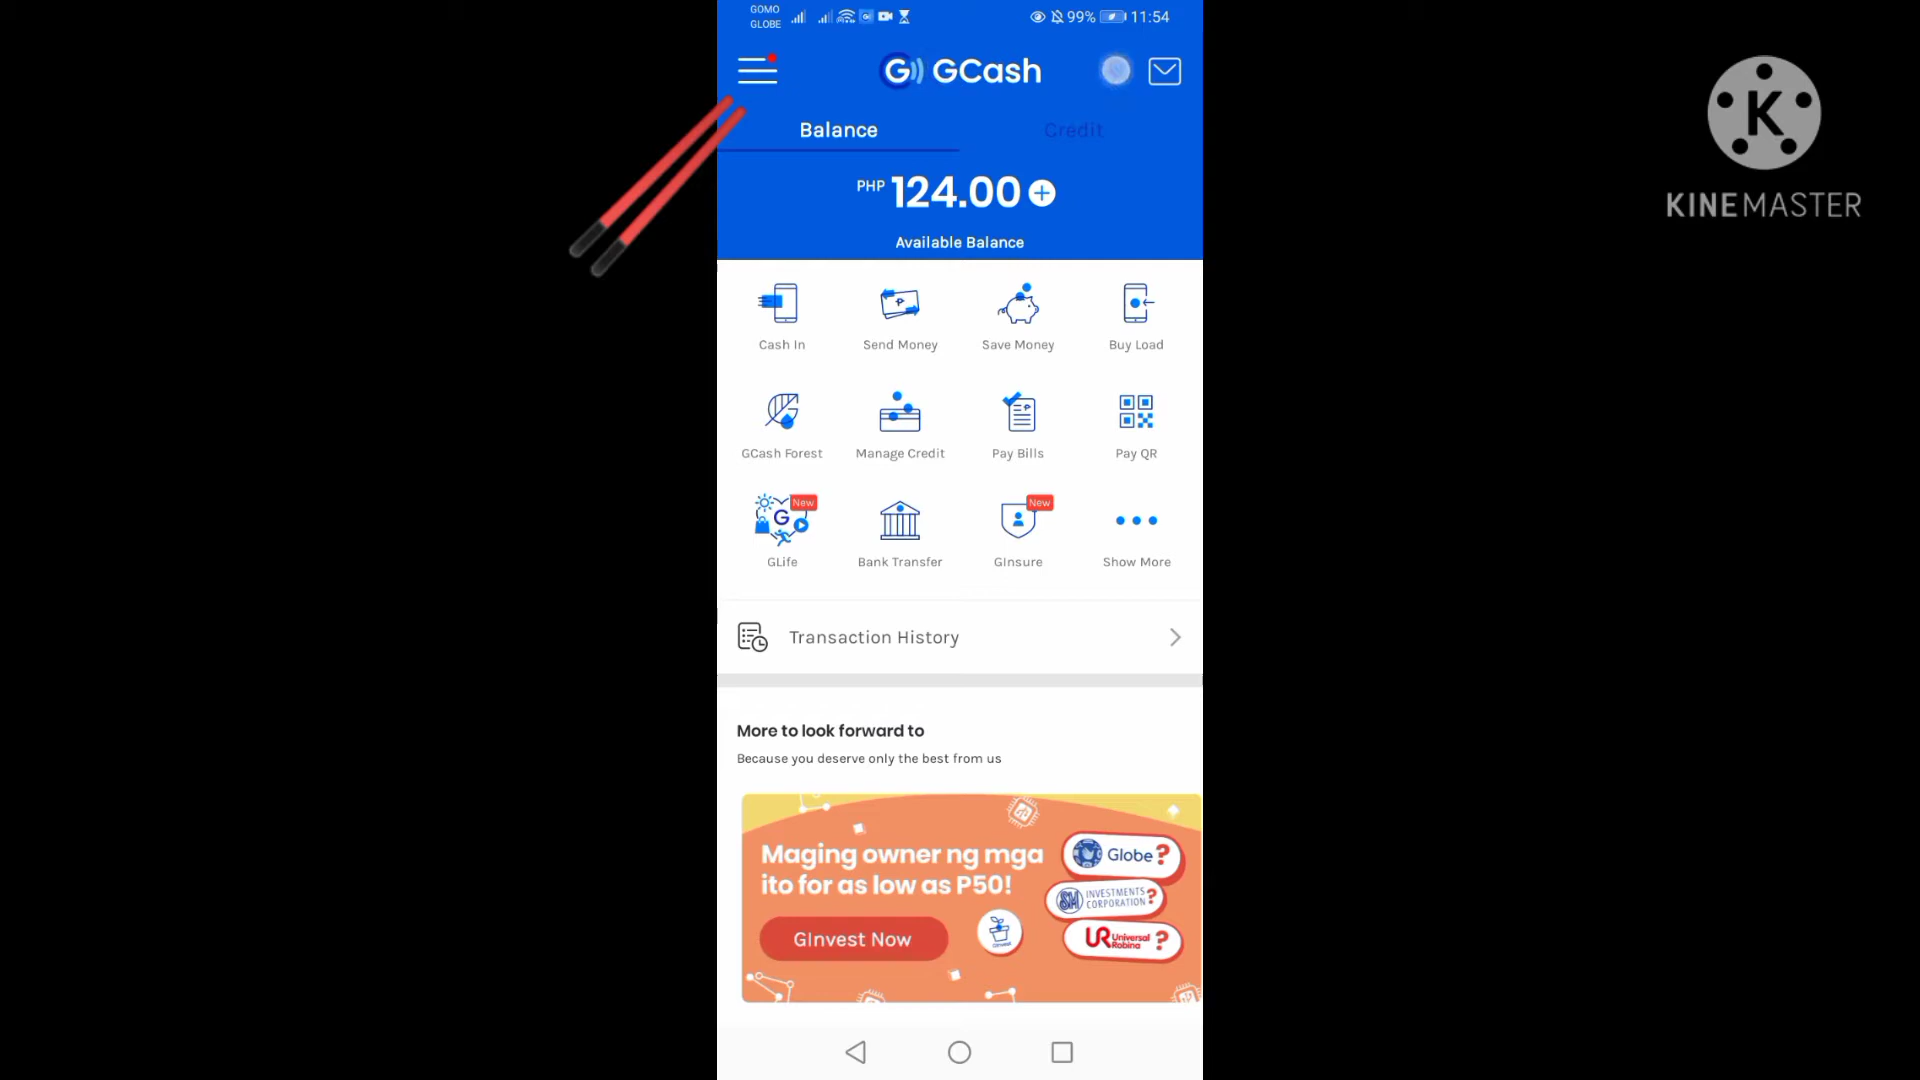 GOMO
GLOBE
99% 11:54
GCash
Balance
Credit
PHP 124.00
Available Balance
Cash In
Send Money
Save Money
Buy Load
GCash Forest
Manage Credit
Pay Bills
Pay QR
New
New
GLife
Bank Transfer
GInsure
Show More
Transaction History
More to look forward to
Because you deserve only the best from us
Maging owner ng mga
ito for as low as P50!
GInvest Now
Globe?
SM INVESTMENTS
CORPORATION?
UR Universal
Robina ?
K
KINEMASTER